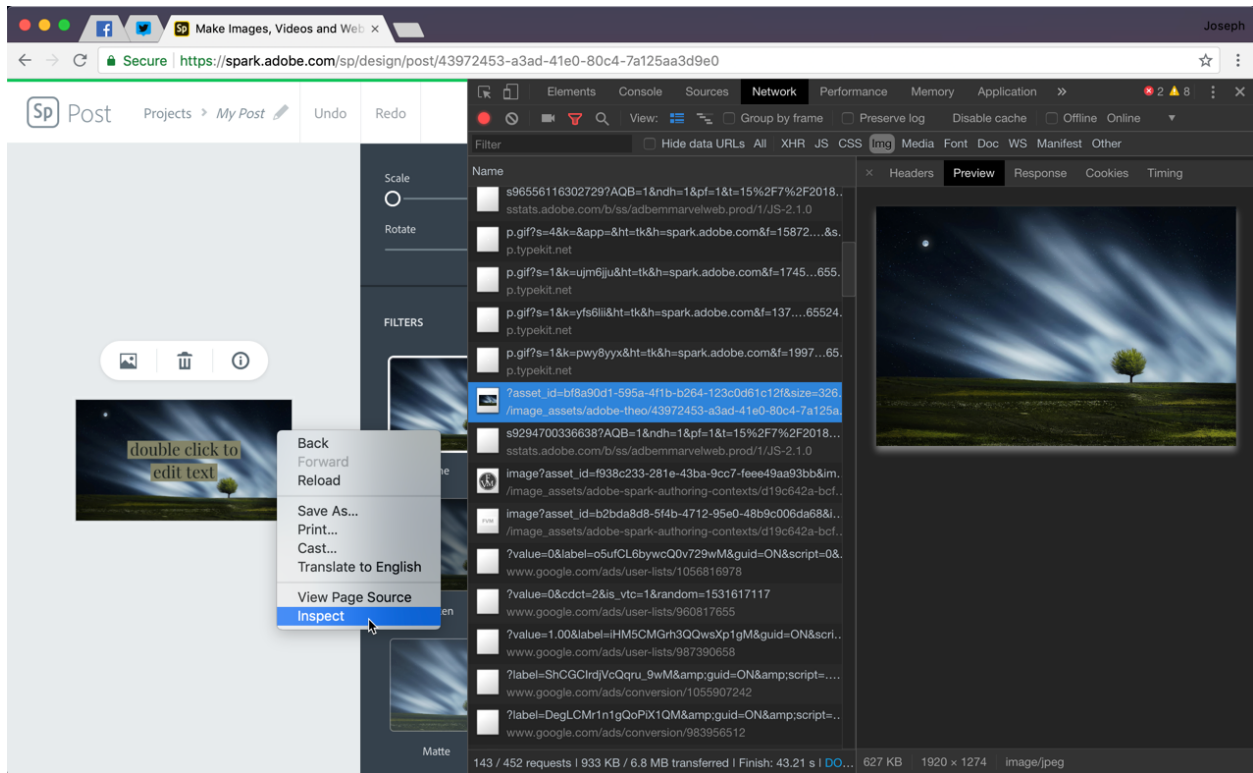 Sp Make Images, Videos and Web ×
Joseph
Secure https://spark.adobe.com/sp/design/post/43972453-a3ad-41e0-80c4-7a125aa3d9e0
Sp Post Projects > My Post Undo Redo
Scale
Rotate
FILTERS
double click to
edit text
Back
Forward
Reload
Save As...
Print...
Cast...
Translate to English
View Page Source
Inspect
Matte
Elements Console Sources Network Performance Memory Application » 2 8
View: Group by frame Preserve log Disable cache Offline Online
Filter Hide data URLs All XHR JS CSS Img Media Font Doc WS Manifest Other
Name
s96556116302729?AQB=1&ndh=1&pf=1&t=15%2F7%2F2018..
sstats.adobe.com/b/ss/adbemmarvelweb.prod/1/JS-2.1.0
p.gif?s=4&k=&app=&ht=tk&h=spark.adobe.com&f=15872....&s.
p.typekit.net
p.gif?s=1&k=ujm6jju&ht=tk&h=spark.adobe.com&f=1745...655.
p.typekit.net
p.gif?s=1&k=yfs6lii&ht=tk&h=spark.adobe.com&f=137....65524.
p.typekit.net
p.gif?s=1&k=pwy8yyx&ht=tk&h=spark.adobe.com&f=1997...65.
p.typekit.net
?asset_id=bf8a90d1-595a-4f1b-b264-123c0d61c12f&size=326.
/image_assets/adobe-theo/43972453-a3ad-41e0-80c4-7a125a.
s9294700336638?AQB=1&ndh=1&pf=1&t=15%2F7%2F2018...
sstats.adobe.com/b/ss/adbemmarvelweb.prod/1/JS-2.1.0
image?asset_id=f938c233-281e-43ba-9cc7-feee49aa93bb&im.
/image_assets/adobe-spark-authoring-contexts/d19c642a-bcf..
image?asset_id=b2bda8d8-5f4b-4712-95e0-48b9c006da68&i..
/image_assets/adobe-spark-authoring-contexts/d19c642a-bcf..
?value=0&label=o5ufCL6bywcQ0v729wM&guid=ON&script=0&.
www.google.com/ads/user-lists/1056816978
?value=0&cdct=2&is_vtc=1&random=1531617117
www.google.com/ads/user-lists/960817655
?value=1.00&label=iHM5CMGrh3QQwsXp1gM&guid=ON&scri..
www.google.com/ads/user-lists/987390658
?label=ShCGCIrdjVcQqru_9wM&amp;guid=ON&amp;script=....
www.google.com/ads/conversion/1055907242
?label=DegLCMr1n1gQoPiX1QM&amp;guid=ON&amp;script=..
www.google.com/ads/conversion/983956512
143 / 452 requests | 933 KB / 6.8 MB transferred | Finish: 43.21 s | DO...
× Headers Preview Response Cookies Timing
627 KB 1920 × 1274 image/jpeg